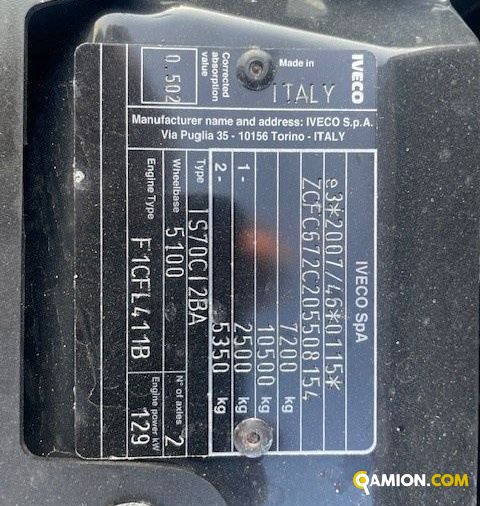 IVECO
Made in
ITALY
Corrected
absorption
value
0.502
Manufacturer name and address: IVECO S.p.A.
Via Puglia 35 - 10156 Torino - ITALY
IVECO SpA
e3*2007/46*0115*
ZCFC672C205508154
7200 kg
10500 kg
1- 2500 kg
2- 5350 kg
Type IS70CI2BA
Wheelbase 5100
N° of axles 2
Engine Type F1CFL411B
Engine power kW 129
QAMION.COM